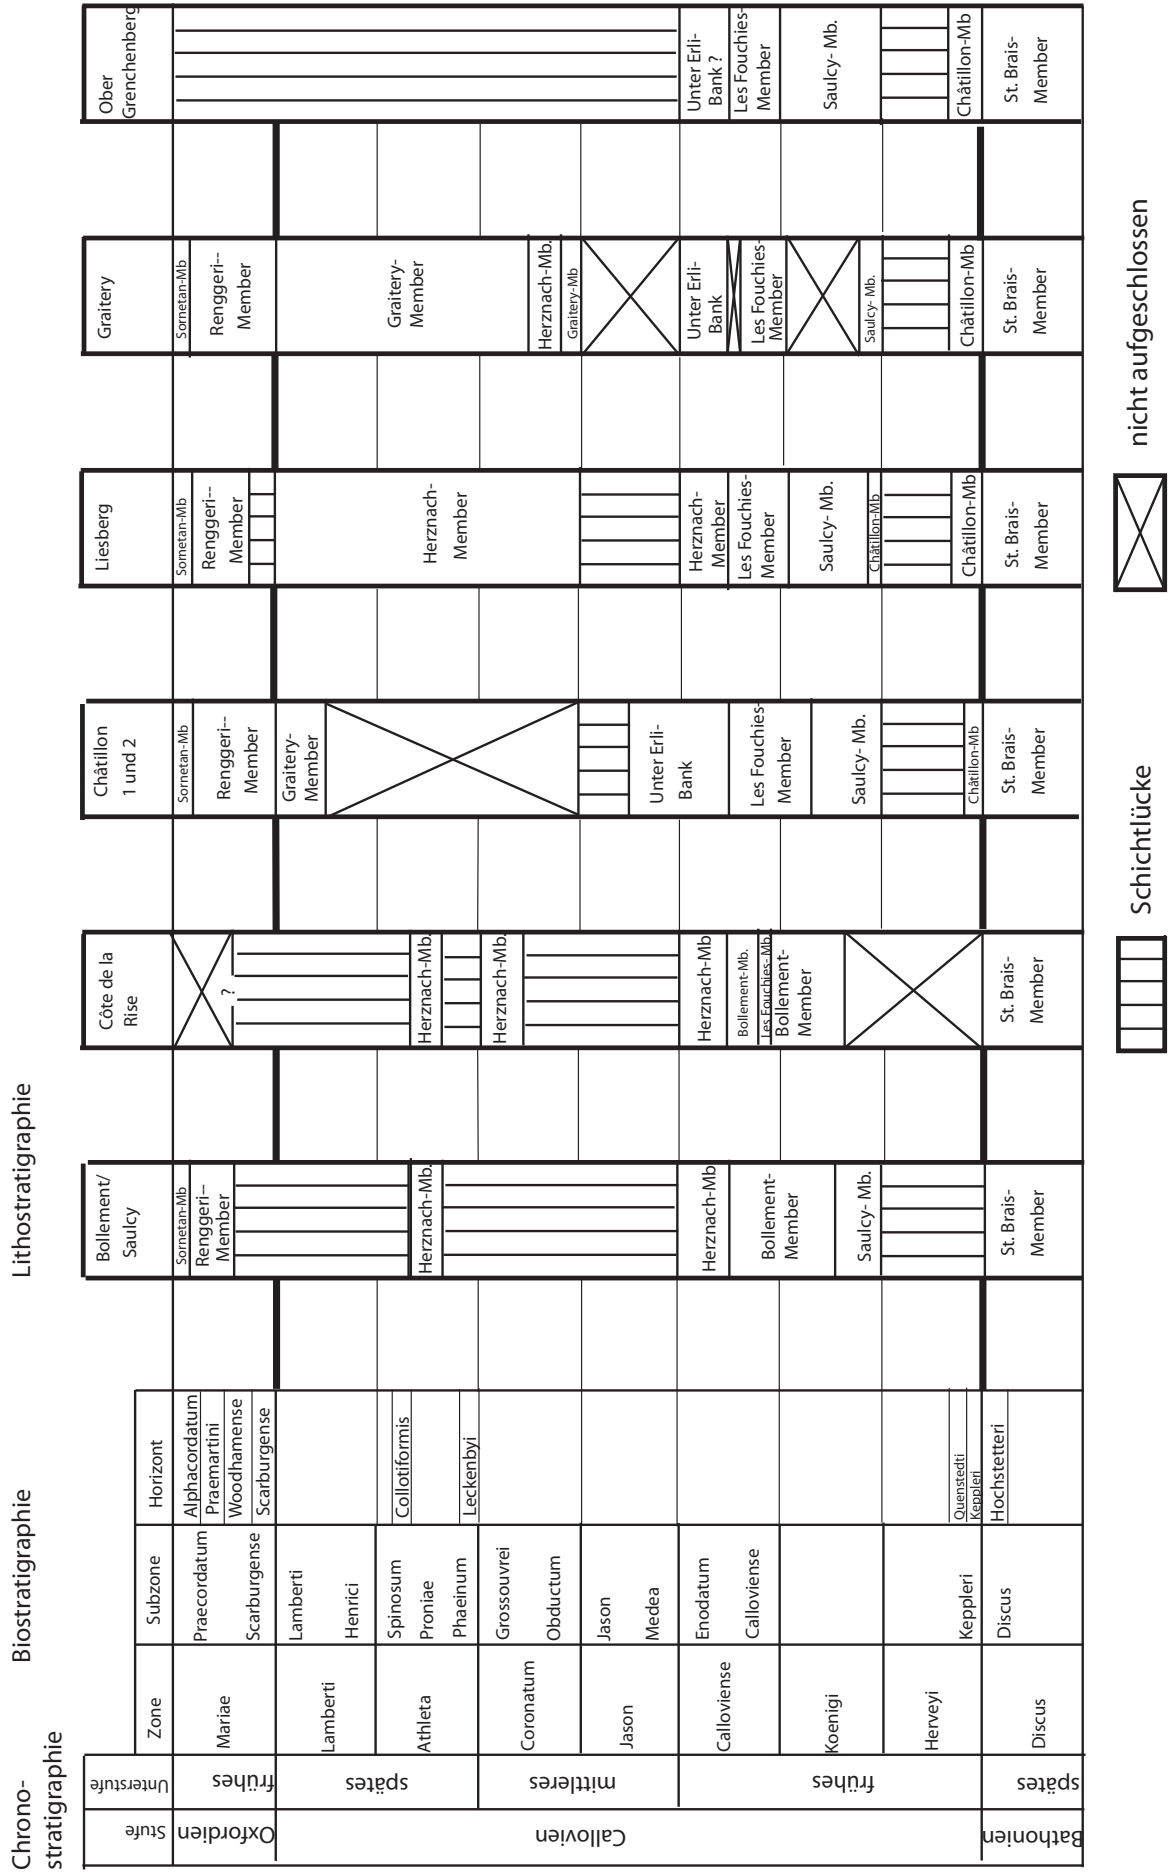 Chrono-
stratigraphie
Biostratigraphie
Lithostratigraphie
Stufe
Unterstufe
Zone
Subzone
Horizont
Oxfordien
Callovien
Bathonien
frühes
spätes
mittleres
frühes
spätes
Mariae
Lamberti
Athleta
Coronatum
Jason
Calloviense
Koenigi
Herveyi
Discus
Praecordatum
Scarburgense
Lamberti
Henrici
Spinosum
Proniae
Phaeinum
Grossouvrei
Obductum
Jason
Medea
Enodatum
Calloviense
Keppleri
Discus
Alphacordatum
Praemartini
Woodhamense
Scarburgense
Collotiformis
Leckenbyi
Quenstedti
Keppleri
Hochstetteri
Bollement/
Saulcy
Sornetan-Mb
Renggeri--
Member
Herznach-Mb.
Herznach-Mb
Bollement-
Member
Saulcy- Mb.
St. Brais-
Member
Côte de la
Rise
?
Herznach-Mb.
Herznach-Mb.
Herznach-Mb
Bollement-Mb.
Les Fouchies- Mb.
Bollement-
Member
St. Brais-
Member
Châtillon
1 und 2
Sornetan-Mb
Renggeri--
Member
Graitery-
Member
Unter Erli-
Bank
Les Fouchies-
Member
Saulcy- Mb.
Châtillon-Mb
St. Brais-
Member
Liesberg
Sornetan-Mb
Renggeri--
Member
Herznach-
Member
Herznach-
Member
Les Fouchies-
Member
Saulcy- Mb.
Châtillon-Mb
Châtillon-Mb
St. Brais-
Member
Graitery
Sornetan-Mb
Renggeri--
Member
Graitery-
Member
Herznach-Mb.
Graitery-Mb
Unter Erli-
Bank
Les Fouchies-
Member
Saulcy- Mb.
Châtillon-Mb
St. Brais-
Member
Ober
Grenchenberg
Unter Erli-
Bank ?
Les Fouchies-
Member
Saulcy- Mb.
Châtillon-Mb
St. Brais-
Member
Schichtlücke
nicht aufgeschlossen